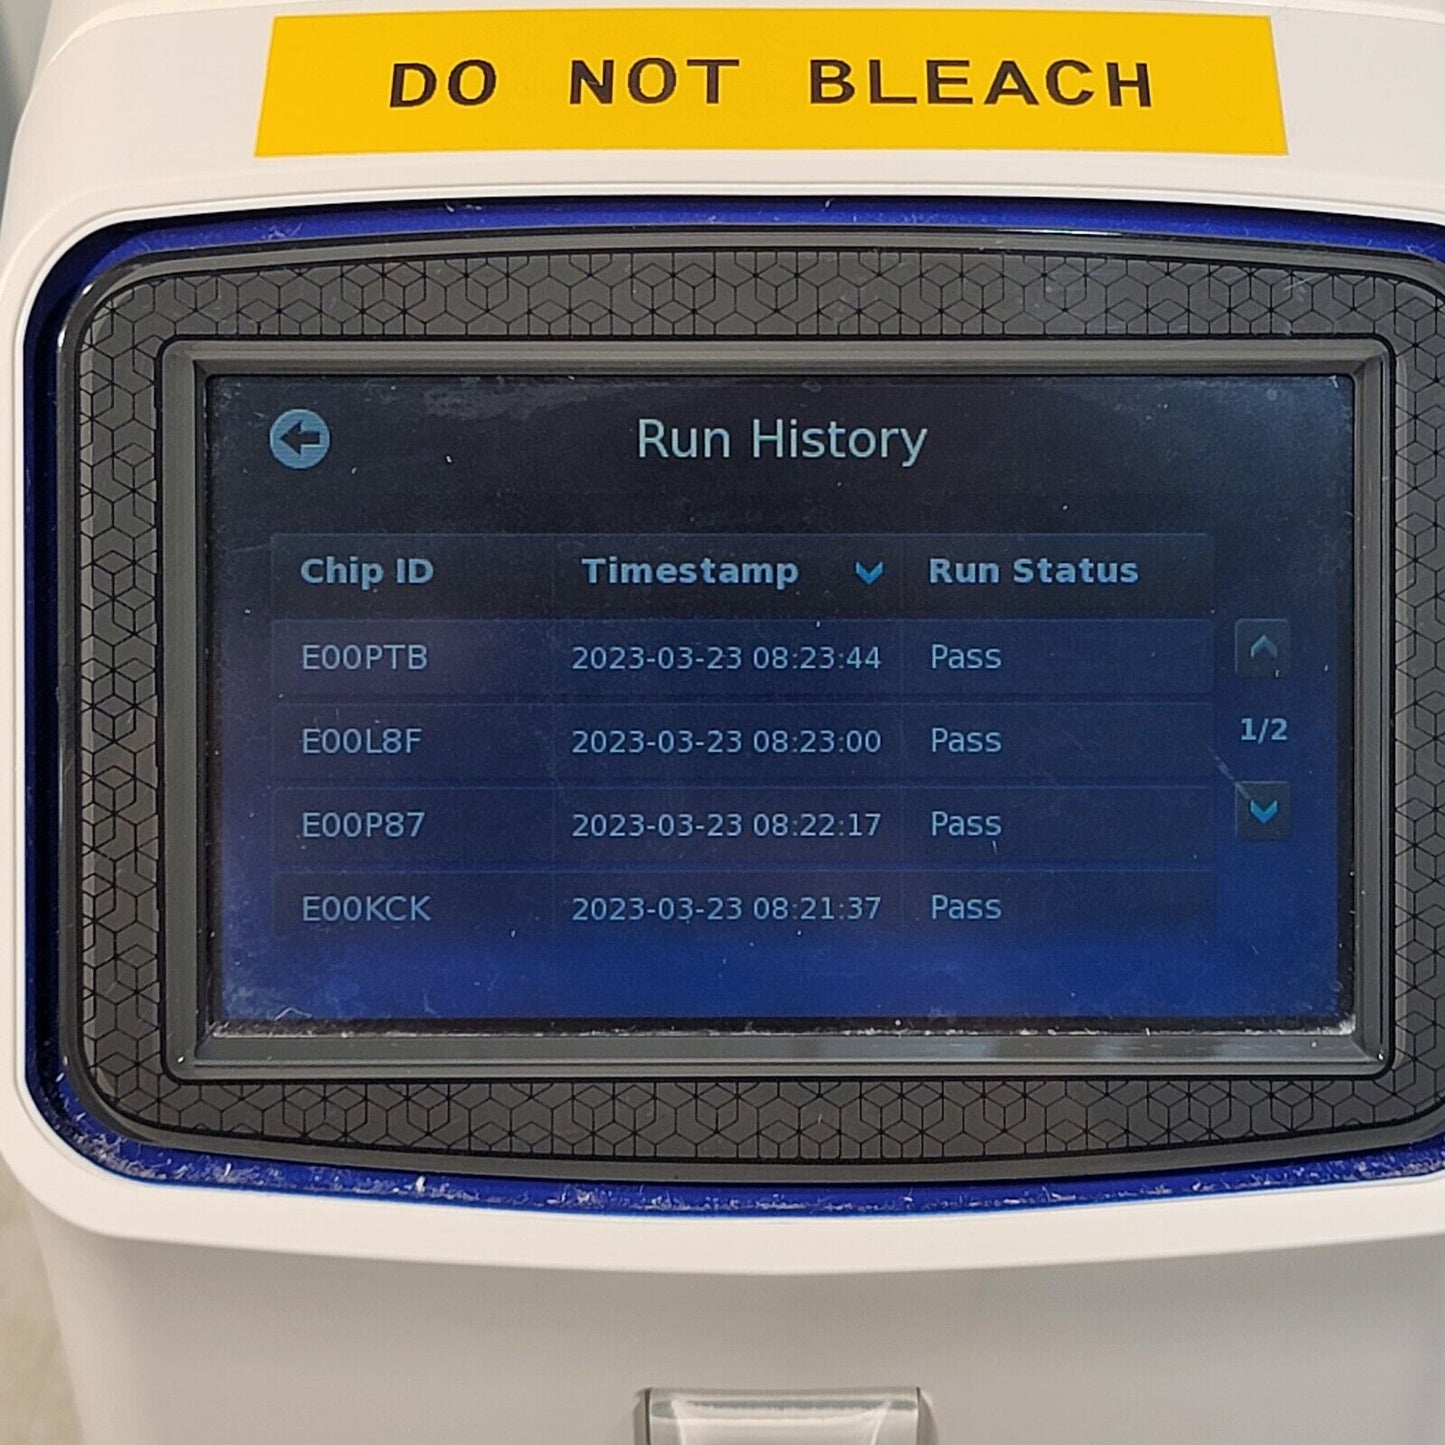 DO NOT BLEACH
Run History
Chip ID Timestamp Run Status
E00PTB 2023-03-23 08:23:44 Pass
E00L8F 2023-03-23 08:23:00 Pass
1/2
E00P87 2023-03-23 08:22:17 Pass
E00KCK 2023-03-23 08:21:37 Pass